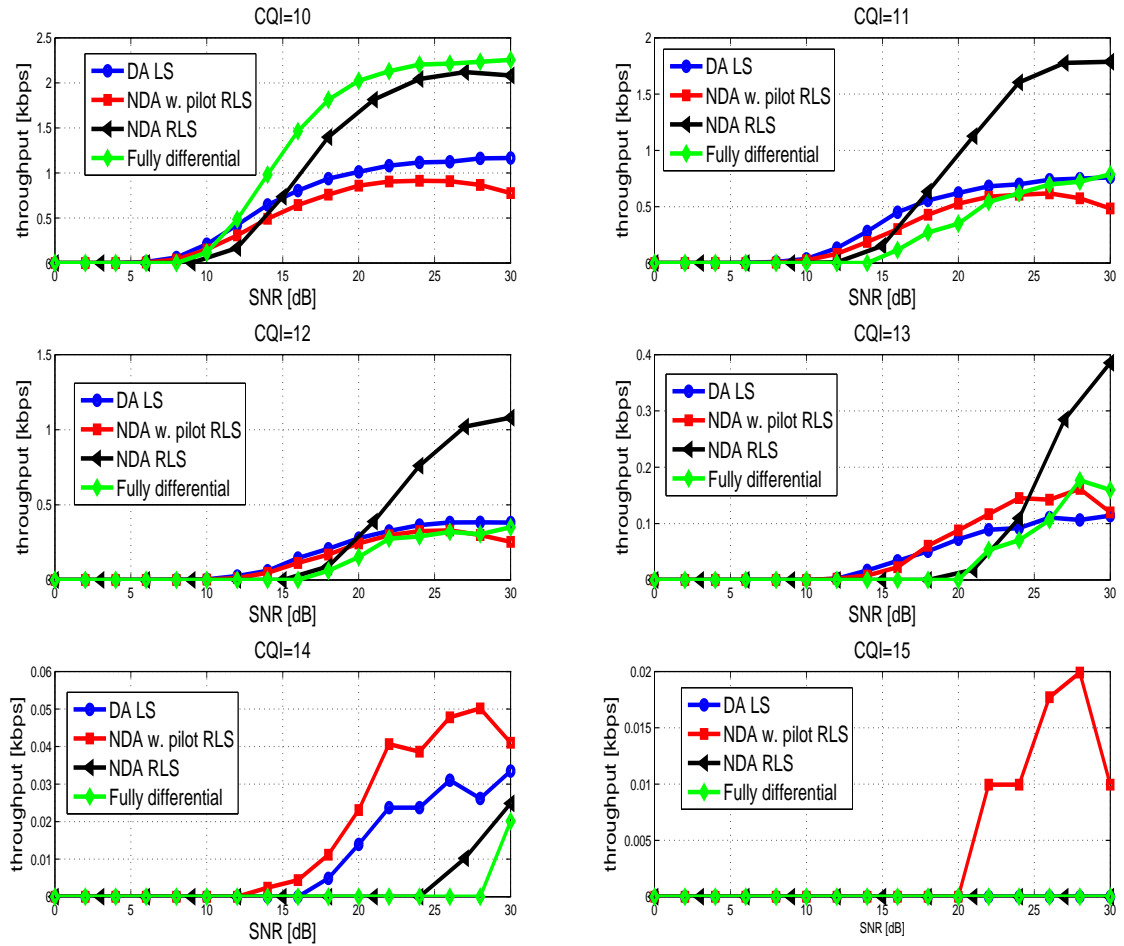 CQI=10
throughput [kbps]
2.5
2
1.5
1
0.5
0
0 5 10 15 20 25 30
SNR [dB]
DA LS
NDA w. pilot RLS
NDA RLS
Fully differential
CQI=11
throughput [kbps]
2
1.5
1
0.5
0
0 5 10 15 20 25 30
SNR [dB]
DA LS
NDA w. pilot RLS
NDA RLS
Fully differential
CQI=12
throughput [kbps]
1.5
1
0.5
0
0 5 10 15 20 25 30
SNR [dB]
DA LS
NDA w. pilot RLS
NDA RLS
Fully differential
CQI=13
throughput [kbps]
0.4
0.3
0.2
0.1
0
0 5 10 15 20 25 30
SNR [dB]
DA LS
NDA w. pilot RLS
NDA RLS
Fully differential
CQI=14
throughput [kbps]
0.06
0.05
0.04
0.03
0.02
0.01
0
0 5 10 15 20 25 30
SNR [dB]
DA LS
NDA w. pilot RLS
NDA RLS
Fully differential
CQI=15
throughput [kbps]
0.02
0.015
0.01
0.005
0
0 5 10 15 20 25 30
SNR [dB]
DA LS
NDA w. pilot RLS
NDA RLS
Fully differential